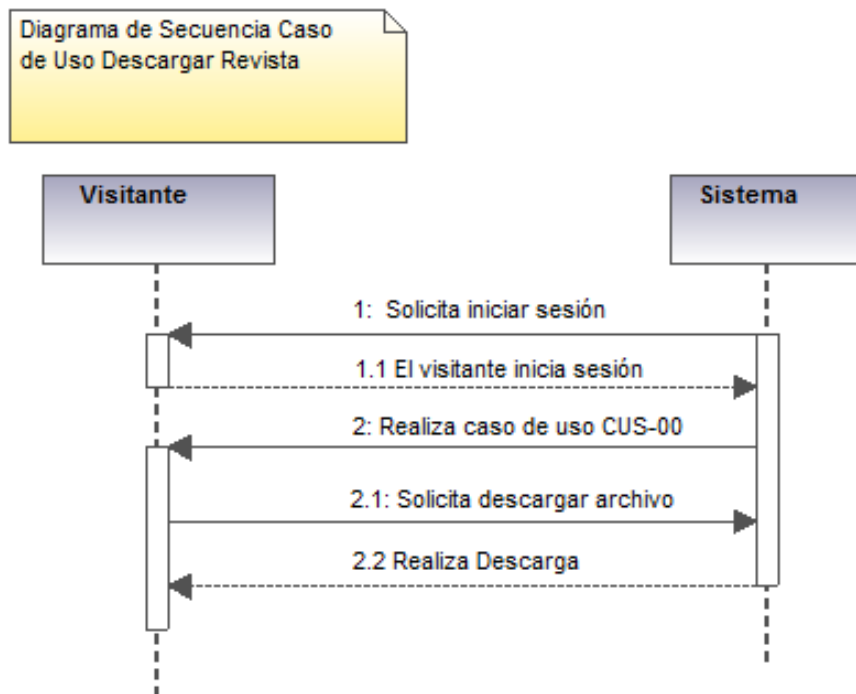 Diagrama de Secuencia Caso
de Uso Descargar Revista
Visitante
Sistema
1: Solicita iniciar sesión
1.1 El visitante inicia sesión
2: Realiza caso de uso CUS-00
2.1: Solicita descargar archivo
2.2 Realiza Descarga